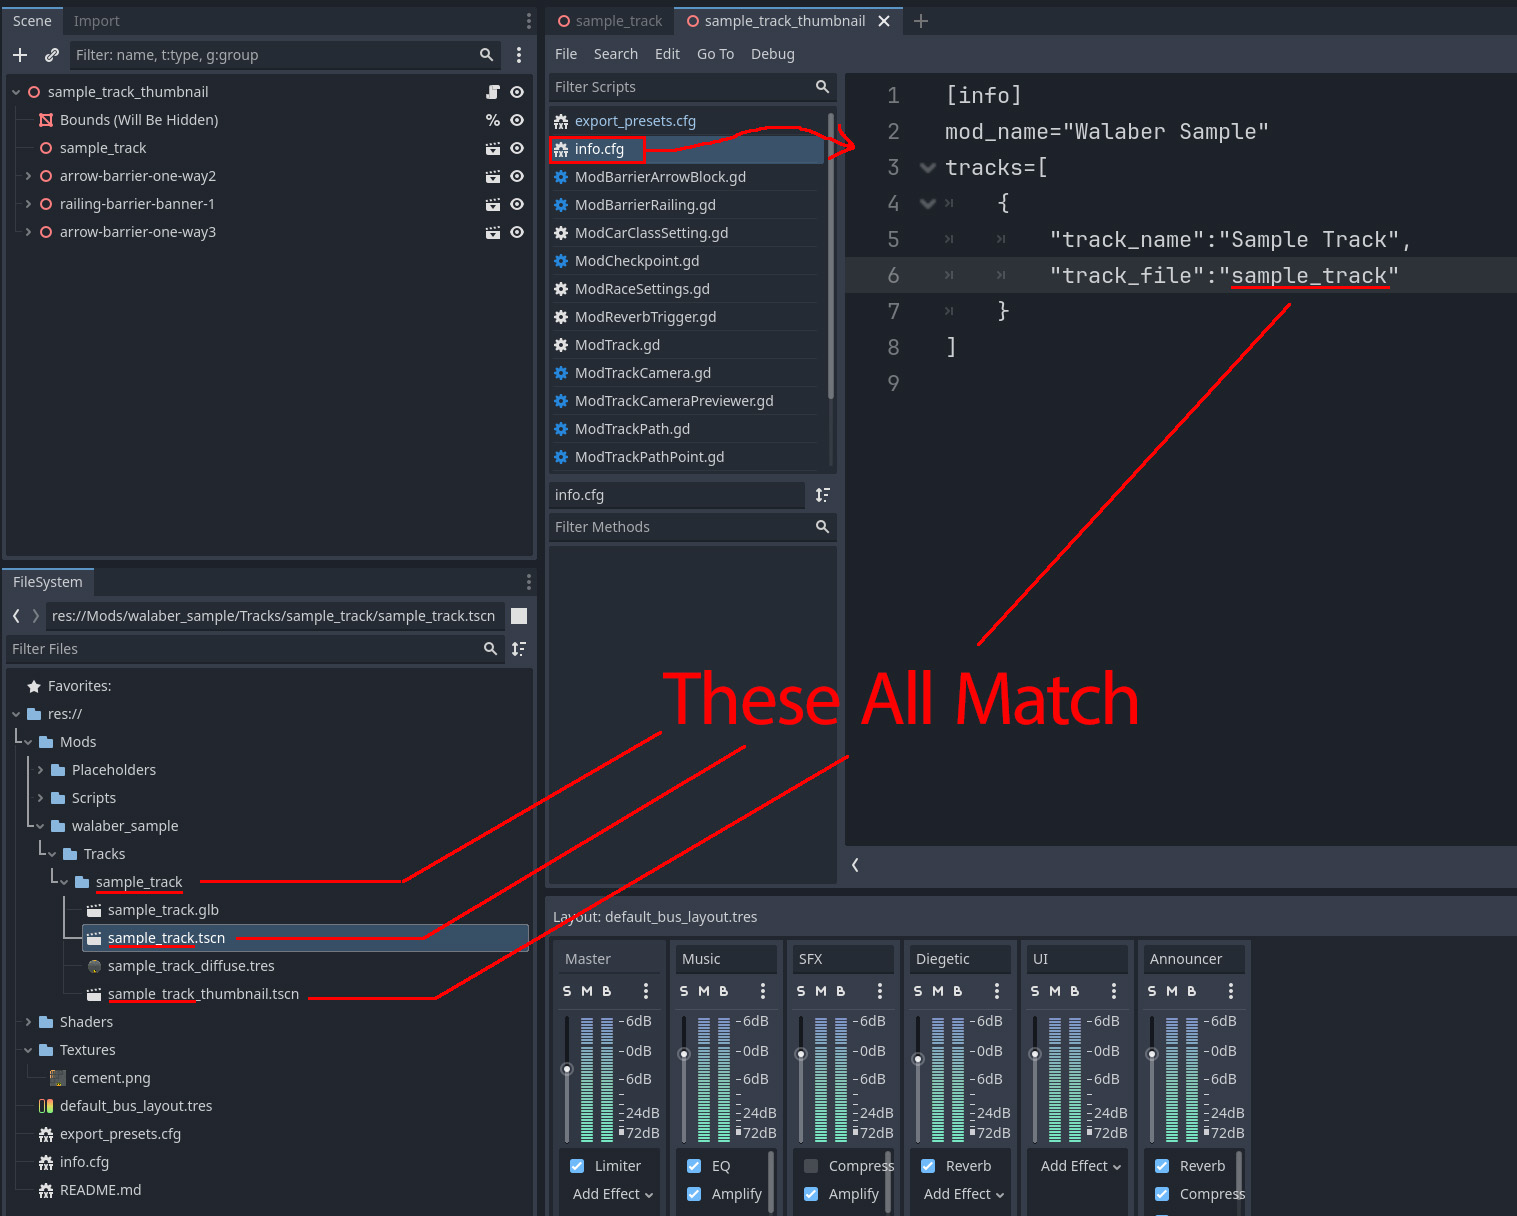 Scene Import
Filter: name, t:type, g:group
sample_track_thumbnail
Bounds (Will Be Hidden)
sample_track
arrow-barrier-one-way2
railing-barrier-banner-1
arrow-barrier-one-way3
FileSystem
res://Mods/walaber_sample/Tracks/sample_track/sample_track.tscn
Filter Files
Favorites:
res://
Mods
Placeholders
Scripts
walaber_sample
Tracks
sample_track
sample_track.glb
sample_track.tscn
sample_track_diffuse.tres
sample_track_thumbnail.tscn
Shaders
Textures
cement.png
default_bus_layout.tres
export_presets.cfg
info.cfg
README.md
sample_track sample_track_thumbnail
File Search Edit Go To Debug
Filter Scripts
export_presets.cfg
info.cfg
ModBarrierArrowBlock.gd
ModBarrierRailing.gd
ModCarClassSetting.gd
ModCheckpoint.gd
ModRaceSettings.gd
ModReverbTrigger.gd
ModTrack.gd
ModTrackCamera.gd
ModTrackCameraPreviewer.gd
ModTrackPath.gd
ModTrackPathPoint.gd
info.cfg
Filter Methods
1 [info]
2 mod_name="Walaber Sample"
3 tracks=[
4 {
5 "track_name":"Sample Track",
6 "track_file":"sample_track"
7 }
8 ]
9
These All Match
Layout: default_bus_layout.tres
Master Music SFX Diegetic UI Announcer
S M B S M B S M B S M B S M B S M B
-6dB -6dB -6dB -6dB -6dB -6dB
-0dB -0dB -0dB -0dB -0dB -0dB
-6dB -6dB -6dB -6dB -6dB -6dB
-24dB -24dB -24dB -24dB -24dB -24dB
72dB 72dB 72dB 72dB 72dB 72dB
Limiter EQ Compress Reverb Add Effect Reverb
Add Effect Amplify Amplify Add Effect Compress